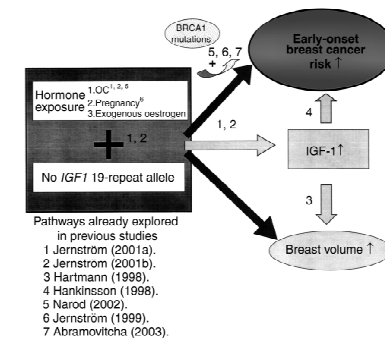 BRCA1
mutations
5, 6, 7
+
Early-onset
breast cancer
risk ↑
Hormone
exposure
1.OC1, 2, 5
2.Pregnancy6
3.Exogenous oestrogen
+
1, 2
1, 2
4
IGF-1↑
No IGF1 19-repeat allele
3
Breast volume ↑
Pathways already explored
in previous studies
1 Jernström (2001a).
2 Jernstrom (2001b).
3 Hartmann (1998).
4 Hankinsson (1998).
5 Narod (2002).
6 Jernström (1999).
7 Abramovitcha (2003).